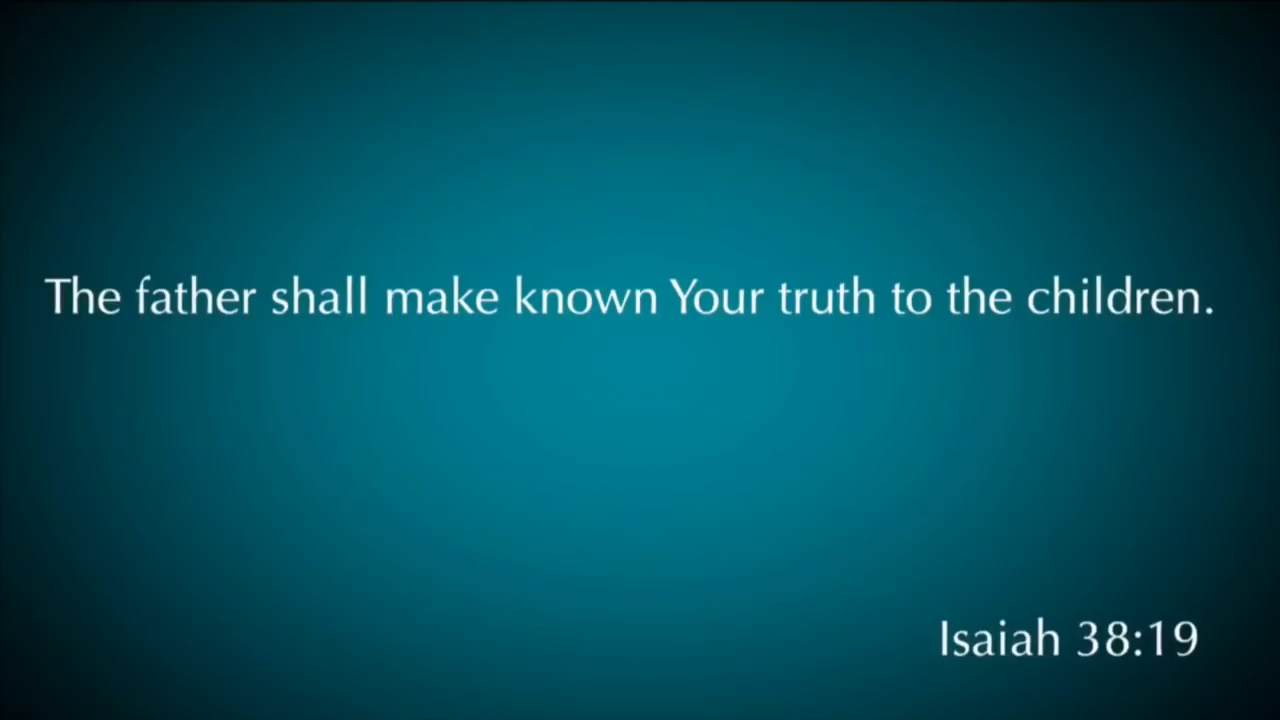 The father shall make known Your truth to the children.
Isaiah 38:19